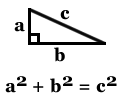 c
a
b
a² + b² = c²